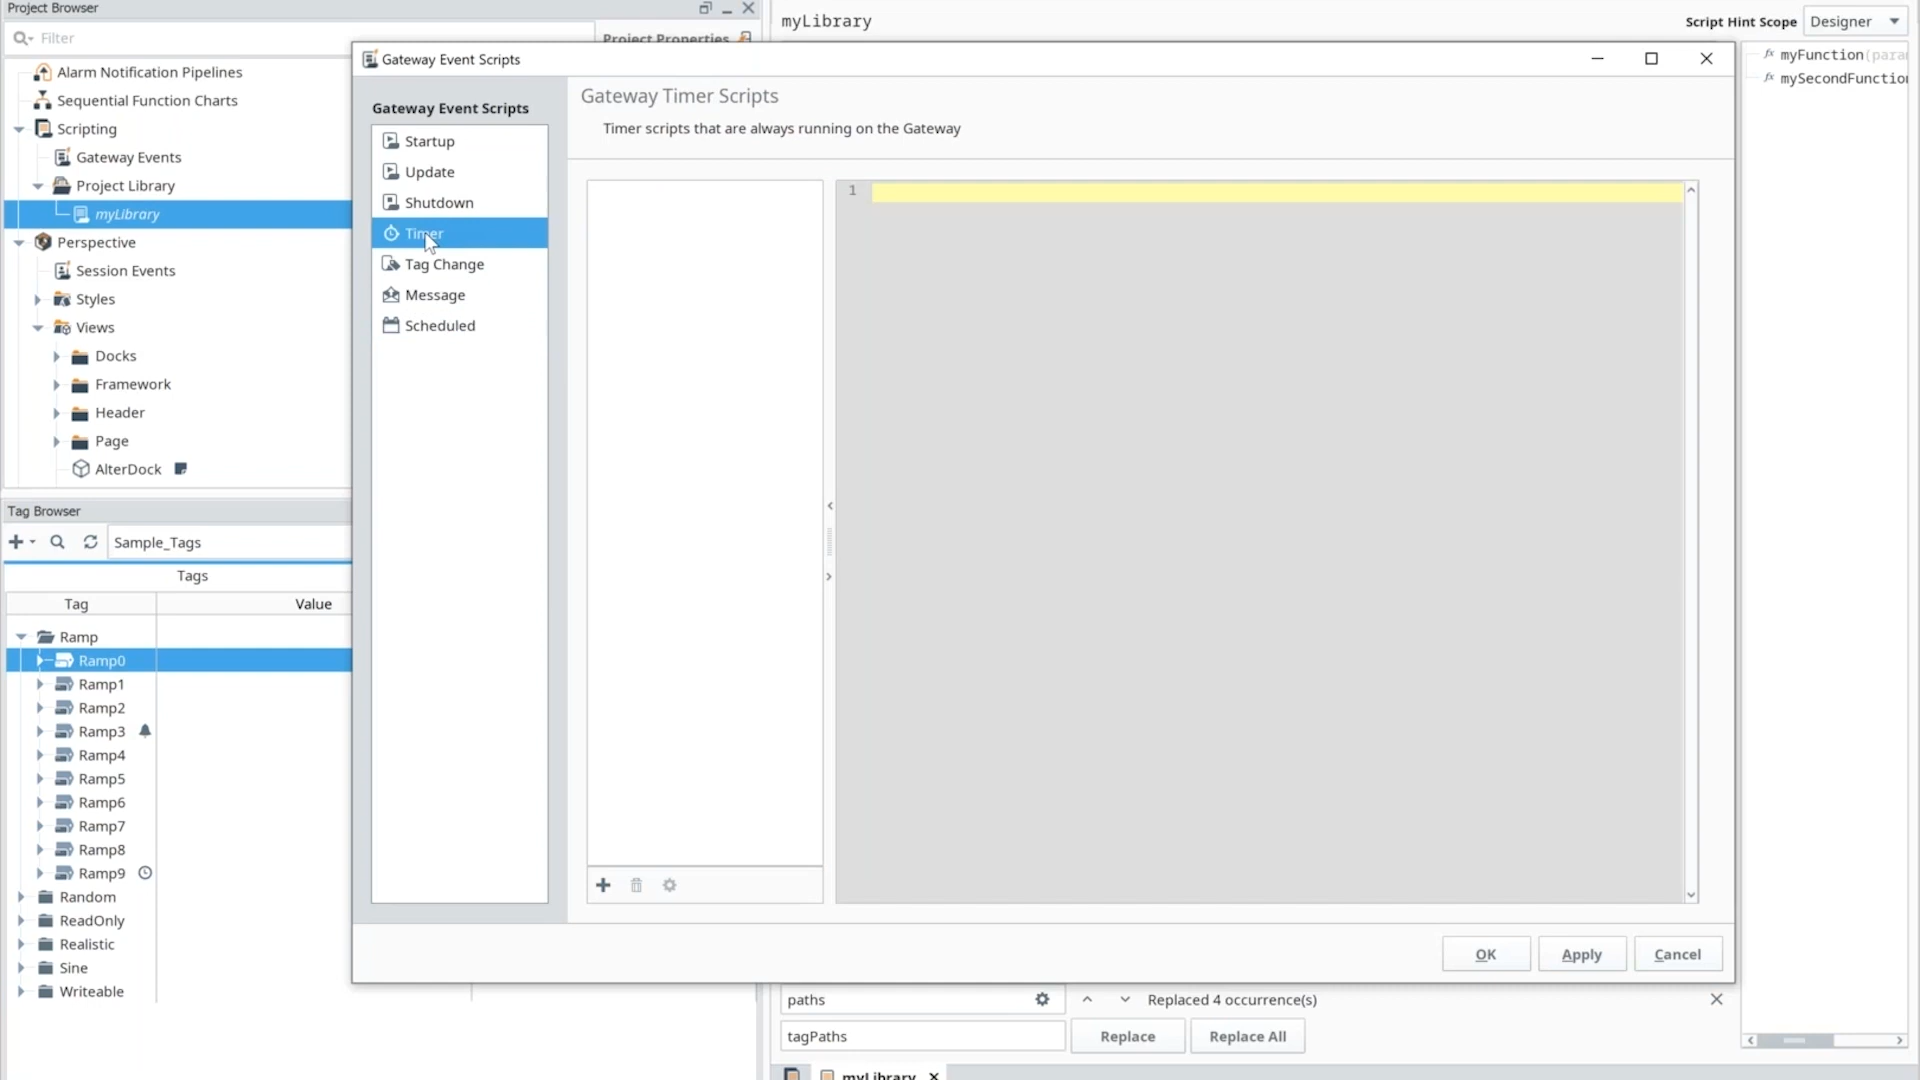 Project Browser
Filter
Project Properties
Alarm Notification Pipelines
Sequential Function Charts
Scripting
Gateway Events
Project Library
myLibrary
Perspective
Session Events
Styles
Views
Docks
Framework
Header
Page
AlterDock
Tag Browser
Sample_Tags
Tags
Tag Value
Ramp
Ramp0
Ramp1
Ramp2
Ramp3
Ramp4
Ramp5
Ramp6
Ramp7
Ramp8
Ramp9
Random
ReadOnly
Realistic
Sine
Writeable
myLibrary
Script Hint Scope Designer
fx myFunction(para
fx mySecondFunctio
Gateway Event Scripts
Gateway Event Scripts
Startup
Update
Shutdown
Timer
Tag Change
Message
Scheduled
Gateway Timer Scripts
Timer scripts that are always running on the Gateway
1
OK Apply Cancel
paths
Replaced 4 occurrence(s)
tagPaths
Replace Replace All
myLibrary